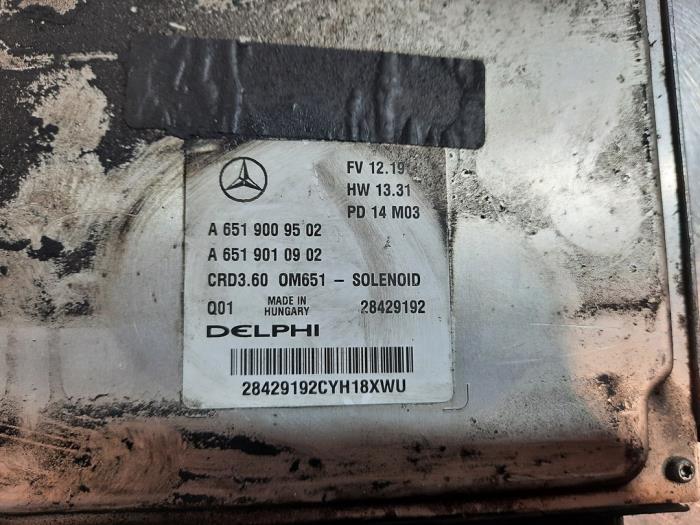 FV 12.19
HW 13.31
PD 14 M03
A 651 900 95 02
A 651 901 09 02
CRD3.60 OM651 - SOLENOID
Q01 MADE IN HUNGARY 28429192
DELPHI
28429192CYH18XWU